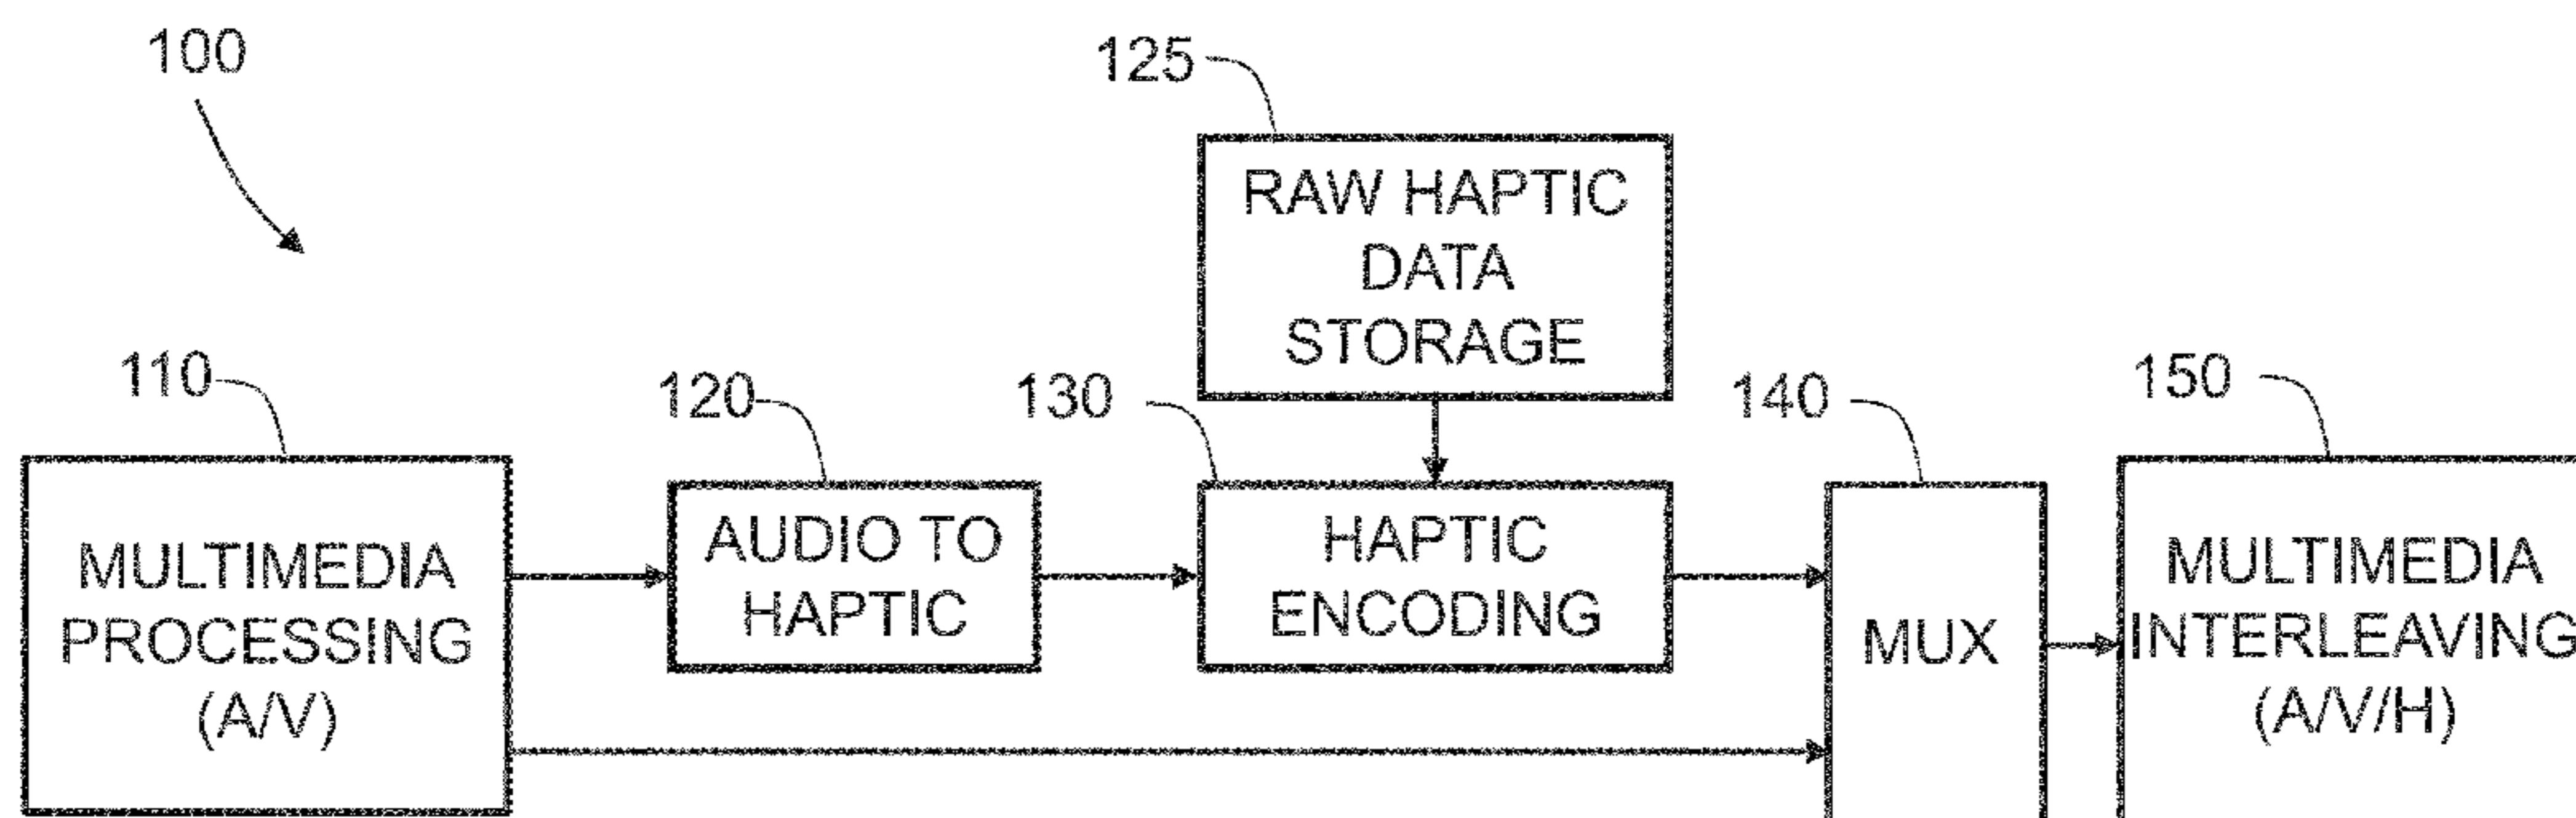 100
125
RAW HAPTIC
DATA
STORAGE
110
120
130
140
150
MULTIMEDIA
PROCESSING
(A/V)
AUDIO TO
HAPTIC
HAPTIC
ENCODING
MUX
MULTIMEDIA
INTERLEAVING
(A/V/H)